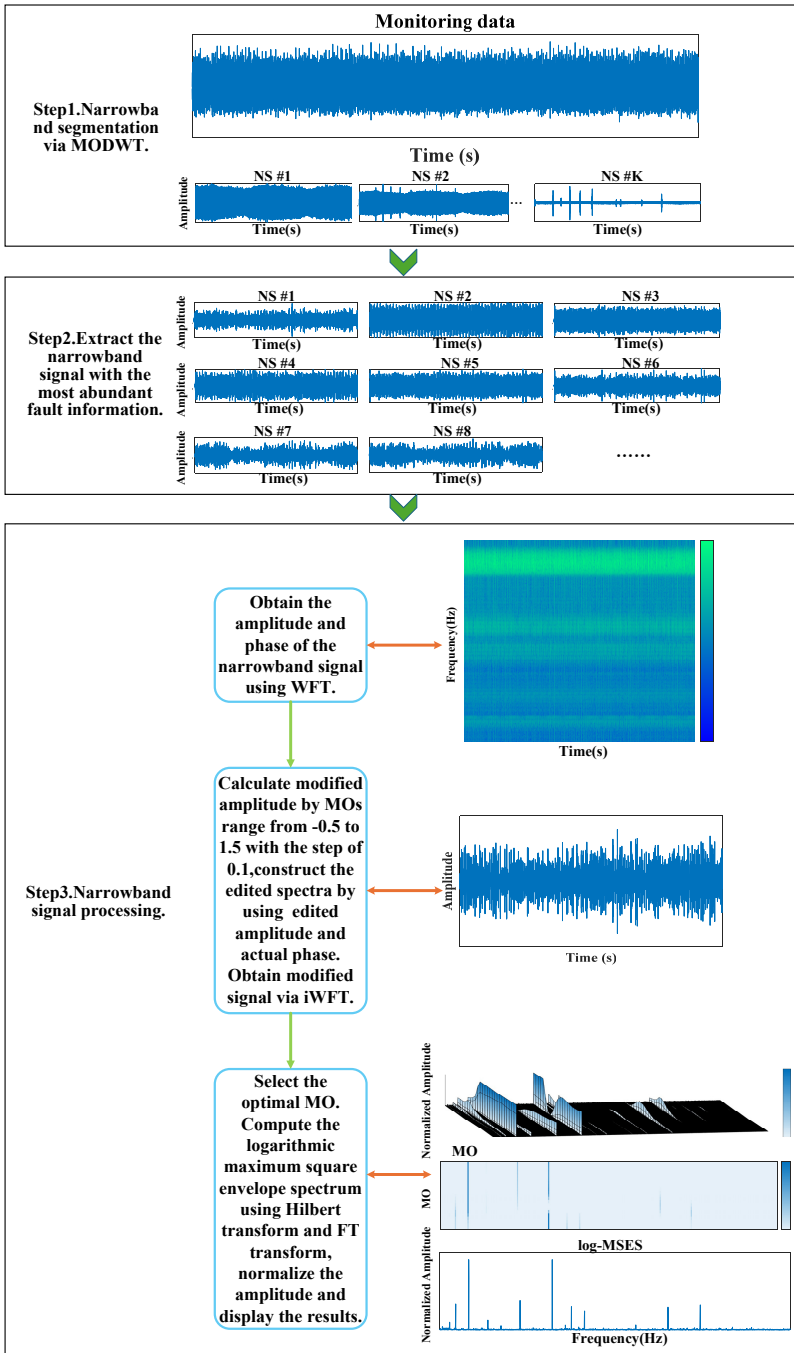 Monitoring data
Step1.Narrowba
nd segmentation
via MODWT.
Time (s)
NS #1
NS #2
NS #K
Amplitude
...
Time(s)
Time(s)
Time(s)
Step2.Extract the
narrowband
signal with the
most abundant
fault information.
NS #1
NS #2
NS #3
Amplitude
Time(s)
Time(s)
Time(s)
NS #4
NS #5
NS #6
Amplitude
Time(s)
Time(s)
Time(s)
NS #7
NS #8
Amplitude
……
Time(s)
Time(s)
Step3.Narrowband
signal processing.
Obtain the
amplitude and
phase of the
narrowband signal
using WFT.
Frequency(Hz)
Time(s)
Calculate modified
amplitude by MOs
range from -0.5 to
1.5 with the step of
0.1,construct the
edited spectra by
using edited
amplitude and
actual phase.
Obtain modified
signal via iWFT.
Amplitude
Time (s)
Select the
optimal MO.
Compute the
logarithmic
maximum square
envelope spectrum
using Hilbert
transform and FT
transform,
normalize the
amplitude and
display the results.
Normalized Amplitude
MO
MO
log-MSES
Normalized Amplitude
Frequency(Hz)